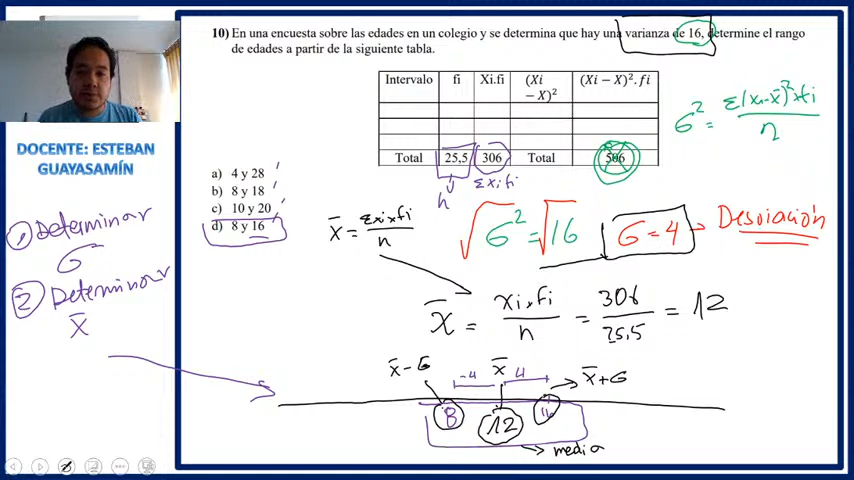 10) En una encuesta sobre las edades en un colegio y se determina que hay una varianza de 16, determine el rango
de edades a partir de la siguiente tabla.
Intervalo fi Xi.fi (Xi − X)² (Xi − X)².fi
Total 25,5 306 Total 506
n Σxi.fi
σ² = Σ(xi-x̄)²×fi / n
DOCENTE: ESTEBAN
GUAYASAMÍN
a) 4 y 28
b) 8 y 18
c) 10 y 20
d) 8 y 16
1) Determinar
σ
2) Determinar
x̄
x̄ = Σxi×fi / n
√σ² = √16
σ = 4 → Desviación
x̄ = xi.fi / n = 306 / 25,5 = 12
x̄-σ -4 x̄ 4 x̄+σ
8 12 16
media